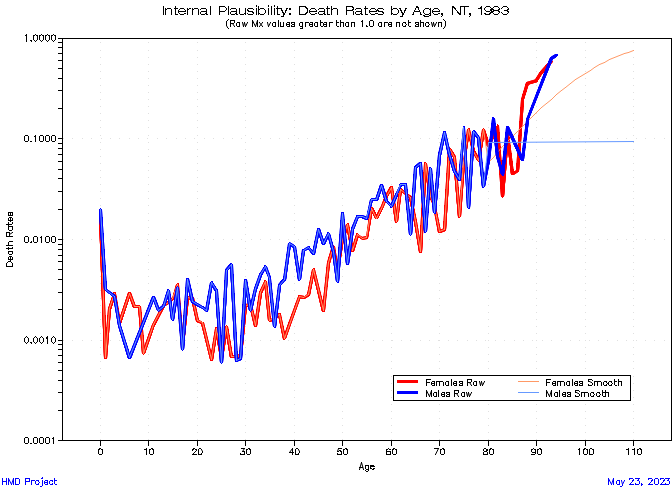 Internal Plausibility: Death Rates by Age, NT, 1983
(Raw Mx values greater than 1.0 are not shown)
1.0000
0.1000
0.0100
0.0010
0.0001
Death Rates
0 10 20 30 40 50 60 70 80 90 100 110
Age
Females Raw Females Smooth
Males Raw Males Smooth
HMD Project May 23, 2023